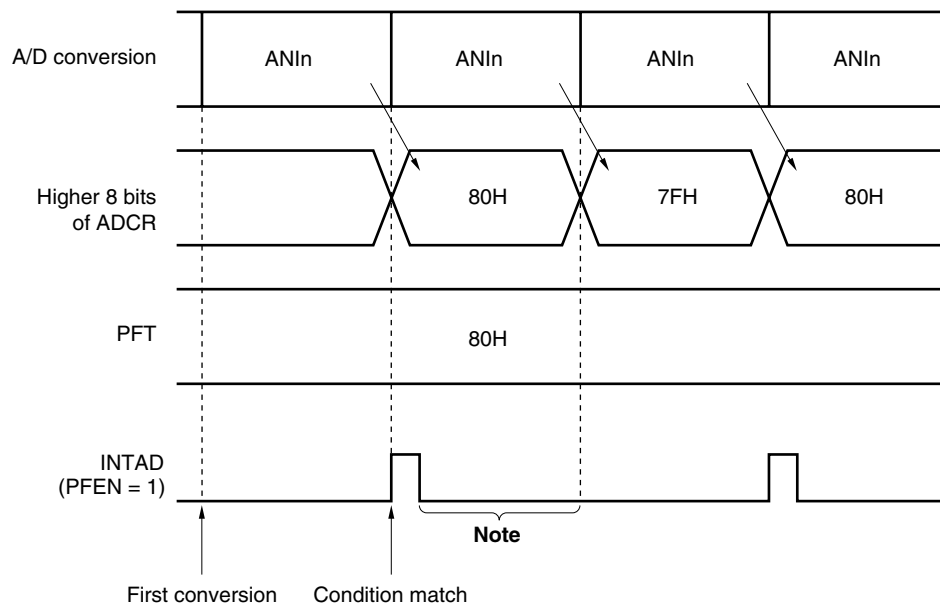 A/D conversion
ANIn
ANIn
ANIn
ANIn
Higher 8 bits
of ADCR
80H
7FH
80H
PFT
80H
INTAD
(PFEN = 1)
Note
First conversion
Condition match